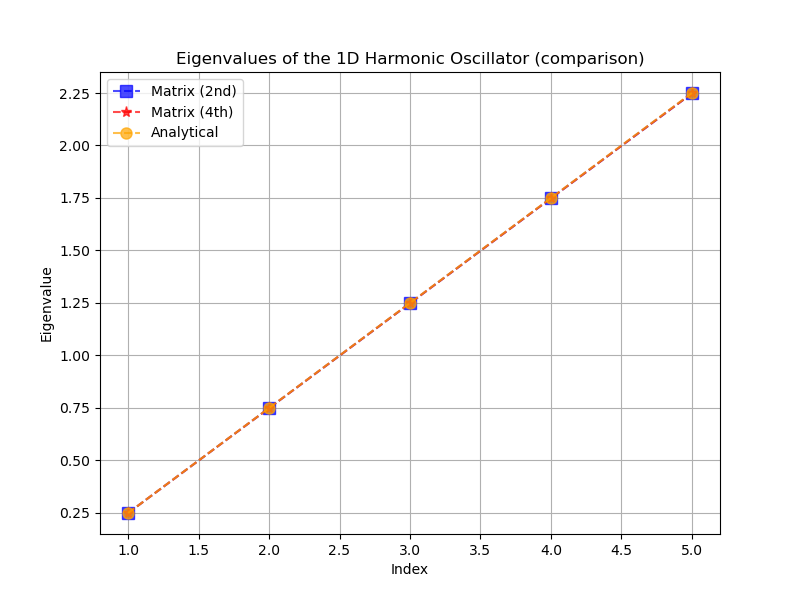 Eigenvalues of the 1D Harmonic Oscillator (comparison)
Matrix (2nd)
Matrix (4th)
Analytical
2.25
2.00
1.75
1.50
1.25
1.00
0.75
0.50
0.25
Eigenvalue
1.0 1.5 2.0 2.5 3.0 3.5 4.0 4.5 5.0
Index